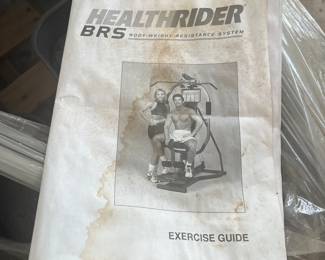 HEALTHRIDER®
BRS BODY-WEIGHT RESISTANCE SYSTEM
EXERCISE GUIDE